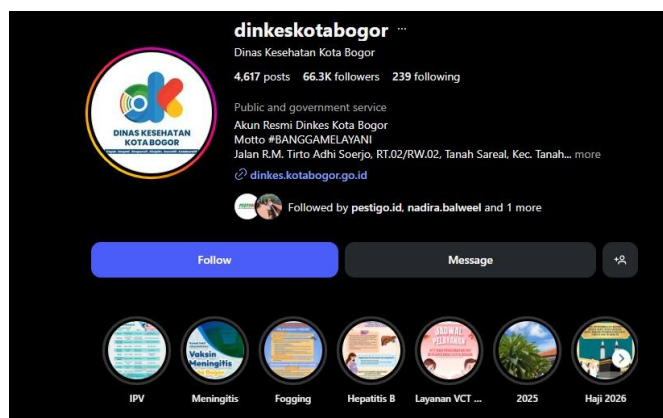 dinkeskotabogor ...
Dinas Kesehatan Kota Bogor
4,617 posts 66.3K followers 239 following
Public and government service
Akun Resmi Dinkes Kota Bogor
Motto #BANGGAMELAYANI
Jalan R.M. Tirto Adhi Soerjo, RT.02/RW.02, Tanah Sareal, Kec. Tanah... more
dinkes.kotabogor.go.id
Followed by pestigo.id, nadira.balweel and 1 more
DINAS KESEHATAN
KOTA BOGOR
Follow Message
Vaksin
Meningitis
JADWAL
PELAYANAN
IPV Meningitis Fogging Hepatitis B Layanan VCT ... 2025 Haji 2026